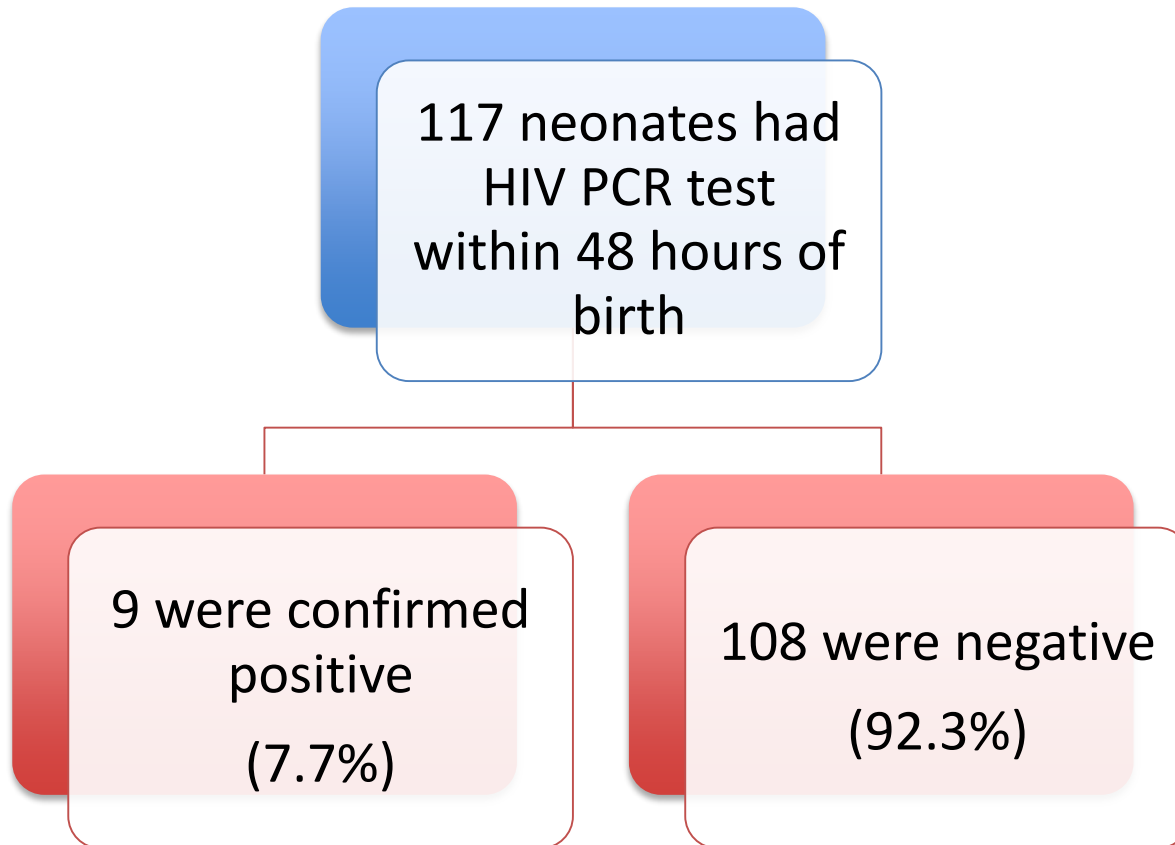 117 neonates had
HIV PCR test
within 48 hours of
birth
9 were confirmed
positive
(7.7%)
108 were negative
(92.3%)